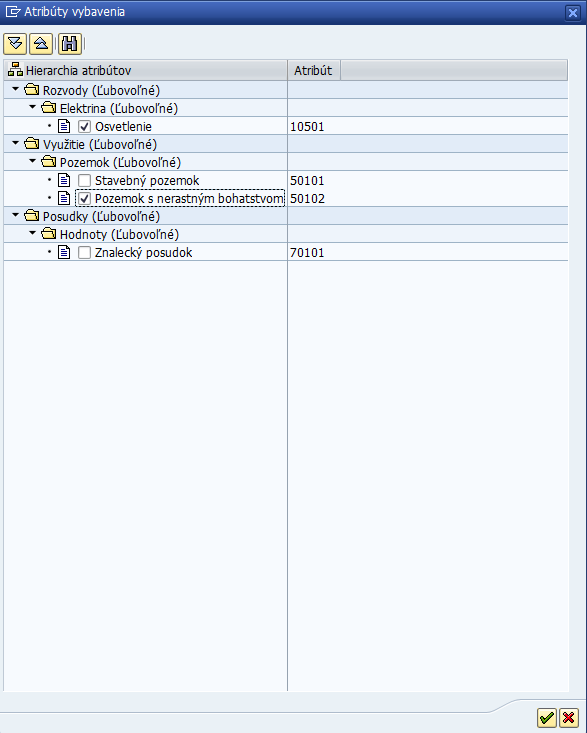 Atribúty vybavenia
Hierarchia atribútov Atribút
Rozvody (Ľubovoľné)
Elektrina (Ľubovoľné)
Osvetlenie 10501
Využitie (Ľubovoľné)
Pozemok (Ľubovoľné)
Stavebný pozemok 50101
Pozemok s nerastným bohatstvom 50102
Posudky (Ľubovoľné)
Hodnoty (Ľubovoľné)
Znalecký posudok 70101